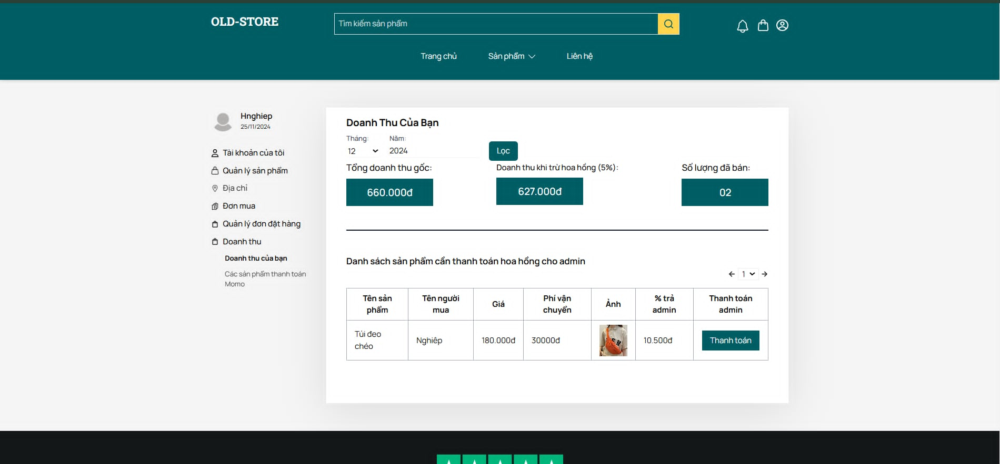 OLD-STORE
Tìm kiếm sản phẩm
Trang chủ
Sản phẩm
Liên hệ
Hnghiep
25/11/2024
Tài khoản của tôi
Quản lý sản phẩm
Địa chỉ
Đơn mua
Quản lý đơn đặt hàng
Doanh thu
Doanh thu của bạn
Các sản phẩm thanh toán
Momo
Doanh Thu Của Bạn
Tháng: Năm:
12 2024 Lọc
Tổng doanh thu gốc: Doanh thu khi trừ hoa hồng (5%): Số lượng đã bán:
660.000đ 627.000đ 02
Danh sách sản phẩm cần thanh toán hoa hồng cho admin
1
Tên sản phẩm Tên người mua Giá Phí vận chuyển Ảnh % trả admin Thanh toán admin
Túi đeo chéo Nghiêp 180.000đ 30000đ 10.500đ Thanh toán